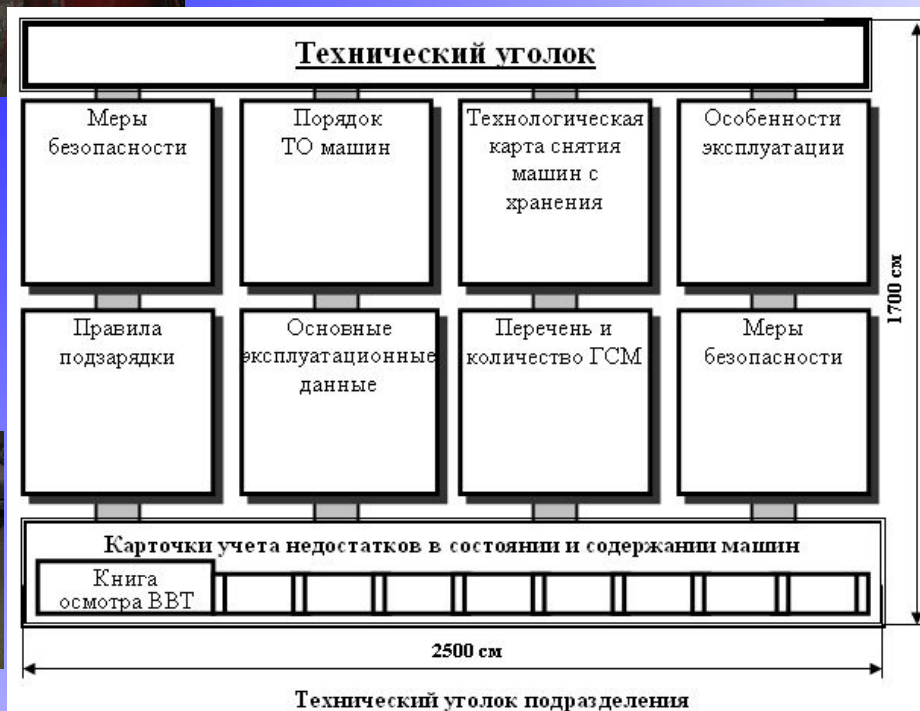 Технический уголок
Меры
безопасности
Порядок
ТО машин
Технологическая
карта снятия
машин с
хранения
Особенности
эксплуатации
Правила
подзарядки
Основные
эксплуатационные
данные
Перечень и
количество ГСМ
Меры
безопасности
1700 см
Карточки учета недостатков в состоянии и содержании машин
Книга
осмотра ВВТ
2500 см
Технический уголок подразделения